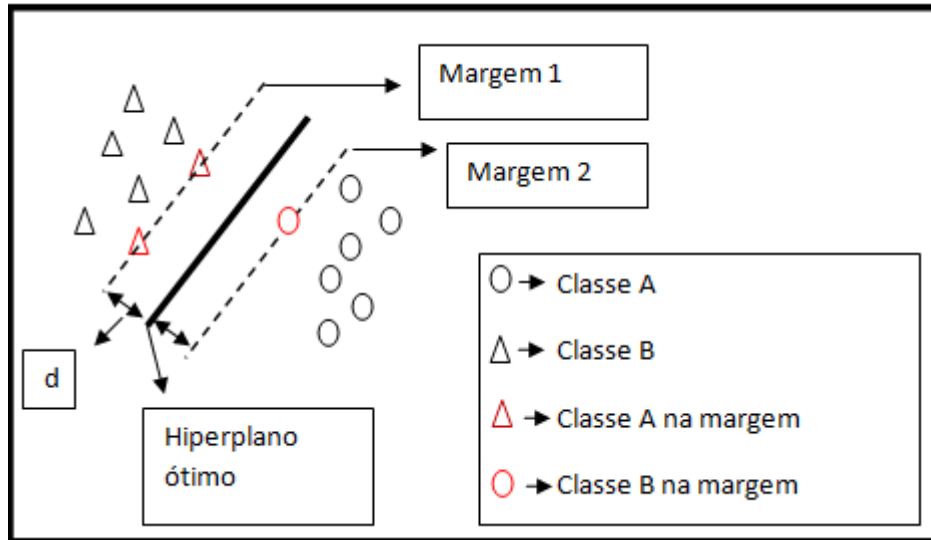 Margem 1
Margem 2
Classe A
Classe B
Classe A na margem
Classe B na margem
d
Hiperplano
ótimo